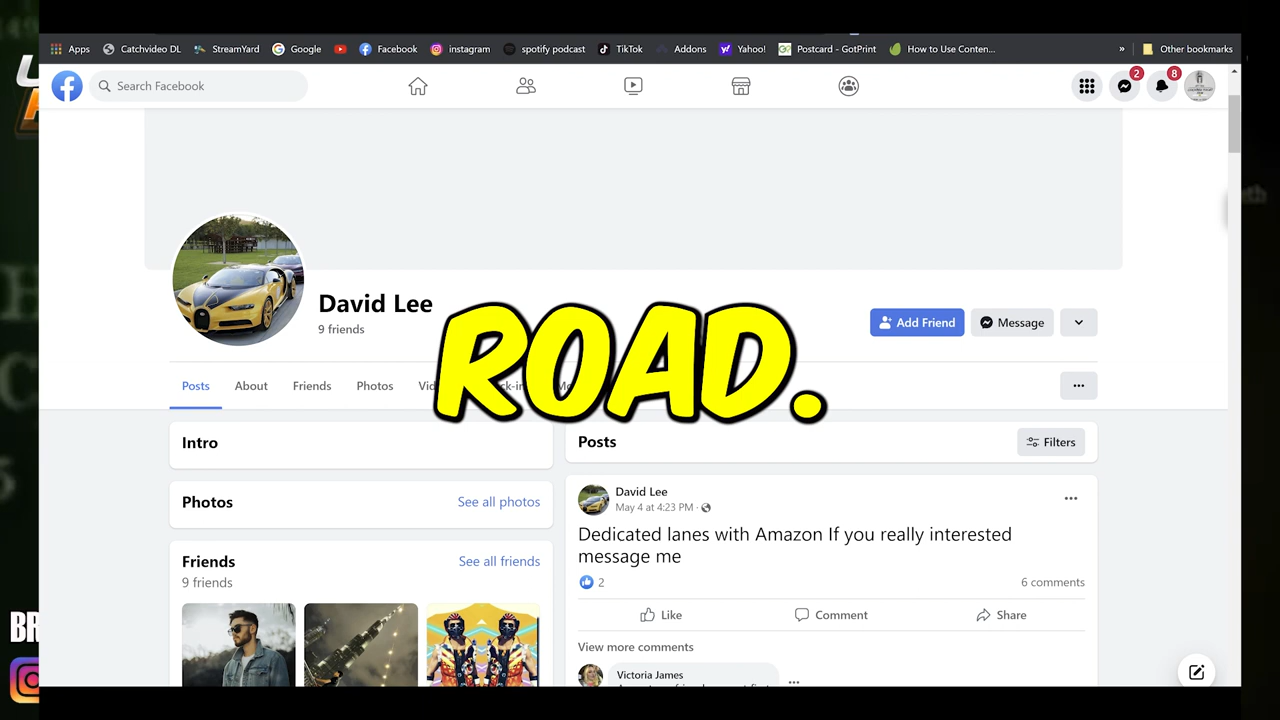 Apps Catchvideo DL StreamYard Google Facebook instagram spotify podcast TikTok Addons Yahoo! Postcard - GotPrint How to Use Conten... » Other bookmarks
Search Facebook
2
8
David Lee
9 friends
Add Friend
Message
ROAD.
Posts About Friends Photos
Intro
Posts
Filters
Photos
See all photos
David Lee
May 4 at 4:23 PM ·
Dedicated lanes with Amazon If you really interested
message me
Friends
See all friends
9 friends
2
6 comments
Like
Comment
Share
View more comments
Victoria James
BR